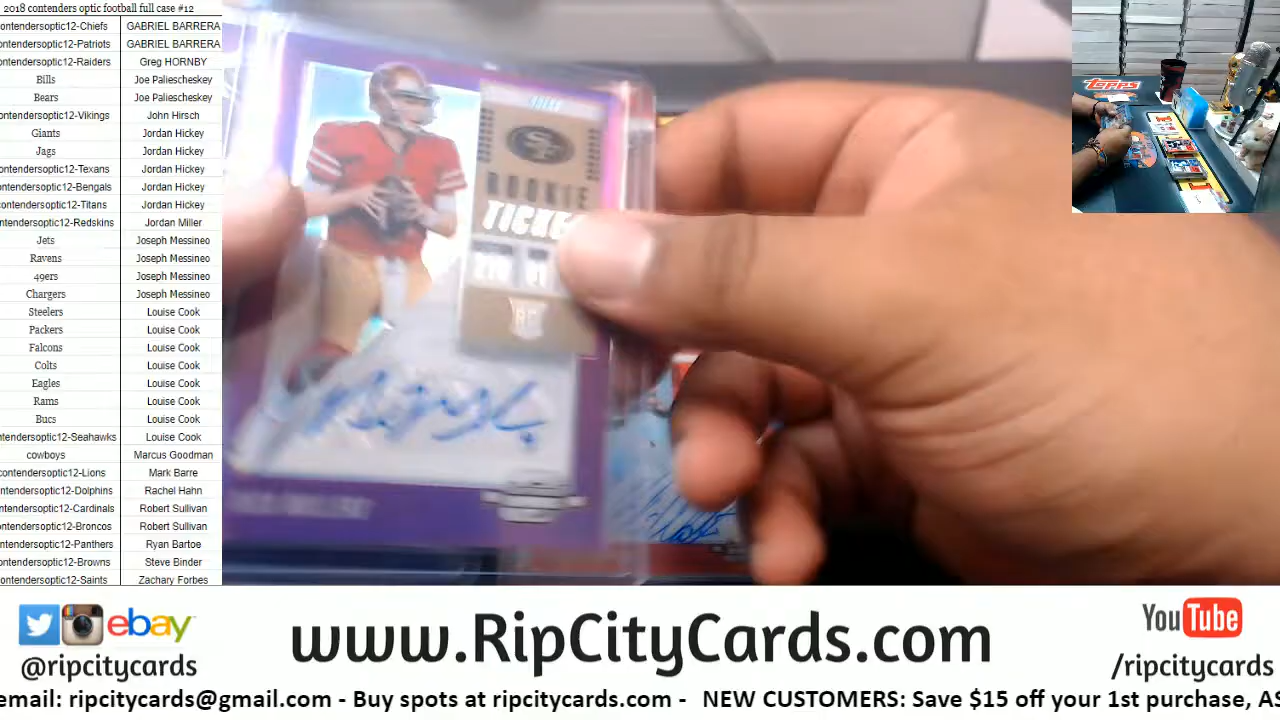 2018 contenders optic football full case #12
contendersoptic12-Chiefs GABRIEL BARRERA
contendersoptic12-Patriots GABRIEL BARRERA
contendersoptic12-Raiders Greg HORNBY
Bills Joe Paliescheskey
Bears Joe Paliescheskey
contendersoptic12-Vikings John Hirsch
Giants Jordan Hickey
Jags Jordan Hickey
ontendersoptic12-Texans Jordan Hickey
ontendersoptic12-Bengals Jordan Hickey
ontendersoptic12-Titans Jordan Hickey
ontendersoptic12-Redskins Jordan Miller
Jets Joseph Messineo
Ravens Joseph Messineo
49ers Joseph Messineo
Chargers Joseph Messineo
Steelers Louise Cook
Packers Louise Cook
Falcons Louise Cook
Colts Louise Cook
Eagles Louise Cook
Rams Louise Cook
Bucs Louise Cook
ntendersoptic12-Seahawks Louise Cook
cowboys Marcus Goodman
contendersoptic12-Lions Mark Barre
ntendersoptic12-Dolphins Rachel Hahn
ntendersoptic12-Cardinals Robert Sullivan
ontendersoptic12-Broncos Robert Sullivan
ontendersoptic12-Panthers Ryan Bartoe
ontendersoptic12-Browns Steve Binder
ontendersoptic12-Saints Zachary Forbes
SF
ROOKIE
TICKET
RC
Topps
ebay
@ripcitycards
www.RipCityCards.com
YouTube
/ripcitycards
email: ripcitycards@gmail.com - Buy spots at ripcitycards.com - NEW CUSTOMERS: Save $15 off your 1st purchase, AS